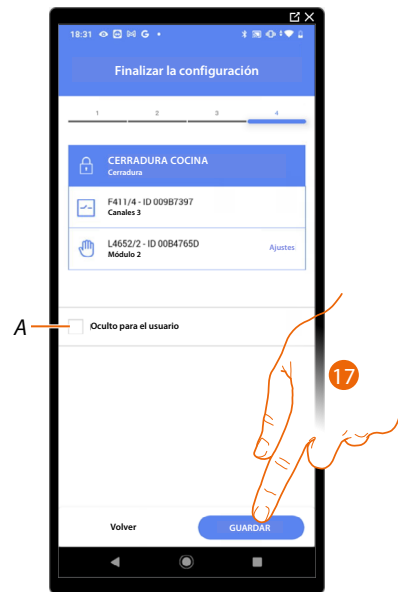 18:31 G •
Finalizar la configuración
1 2 3 4
CERRADURA COCINA
Cerradura
F411/4 - ID 009B7397
Canales 3
L4652/2 - ID 00B4765D
Módulo 2
Ajustes
A
Oculto para el usuario
17
Volver
GUARDAR